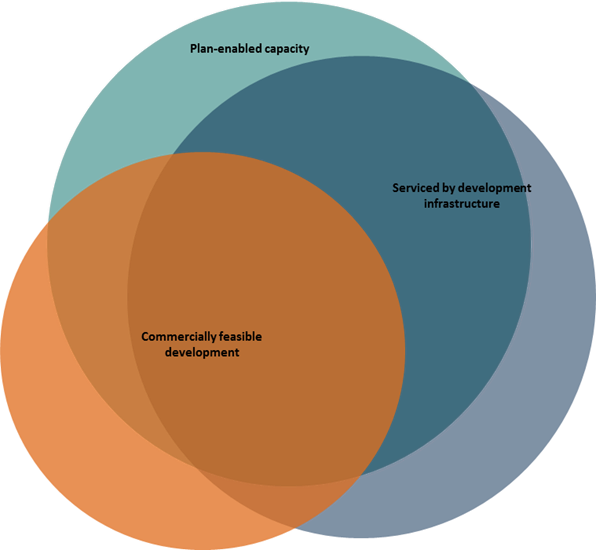 Plan-enabled capacity
Serviced by development
infrastructure
Commercially feasible
development